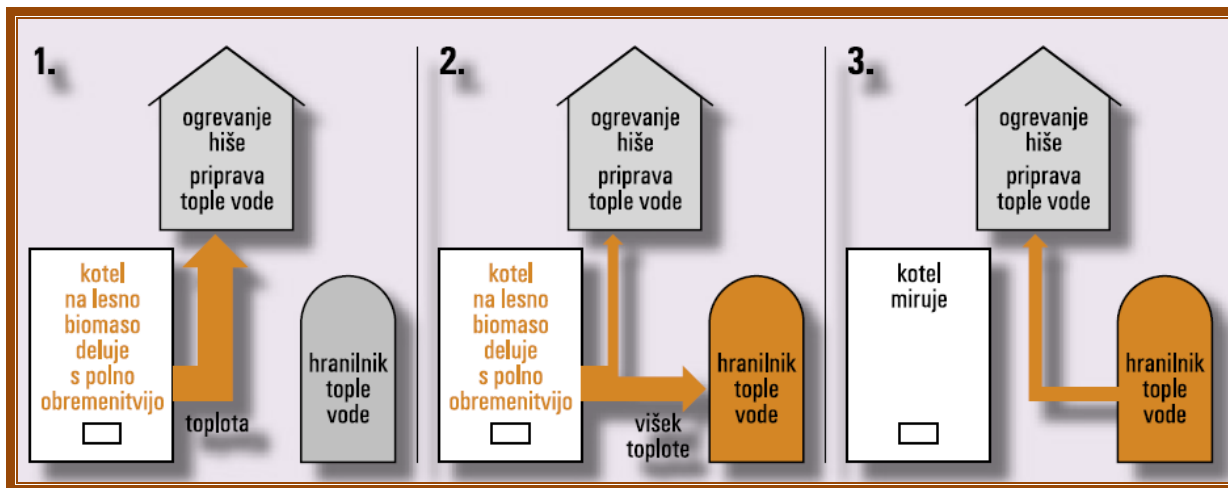 1.
ogrevanje
hiše
priprava
tople vode
kotel
na lesno
biomaso
deluje
s polno
obremenitvijo
toplota
hranilnik
tople
vode
2.
ogrevanje
hiše
priprava
tople vode
kotel
na lesno
biomaso
deluje
s polno
obremenitvijo
višek
toplote
hranilnik
tople
vode
3.
ogrevanje
hiše
priprava
tople vode
kotel
miruje
hranilnik
tople
vode